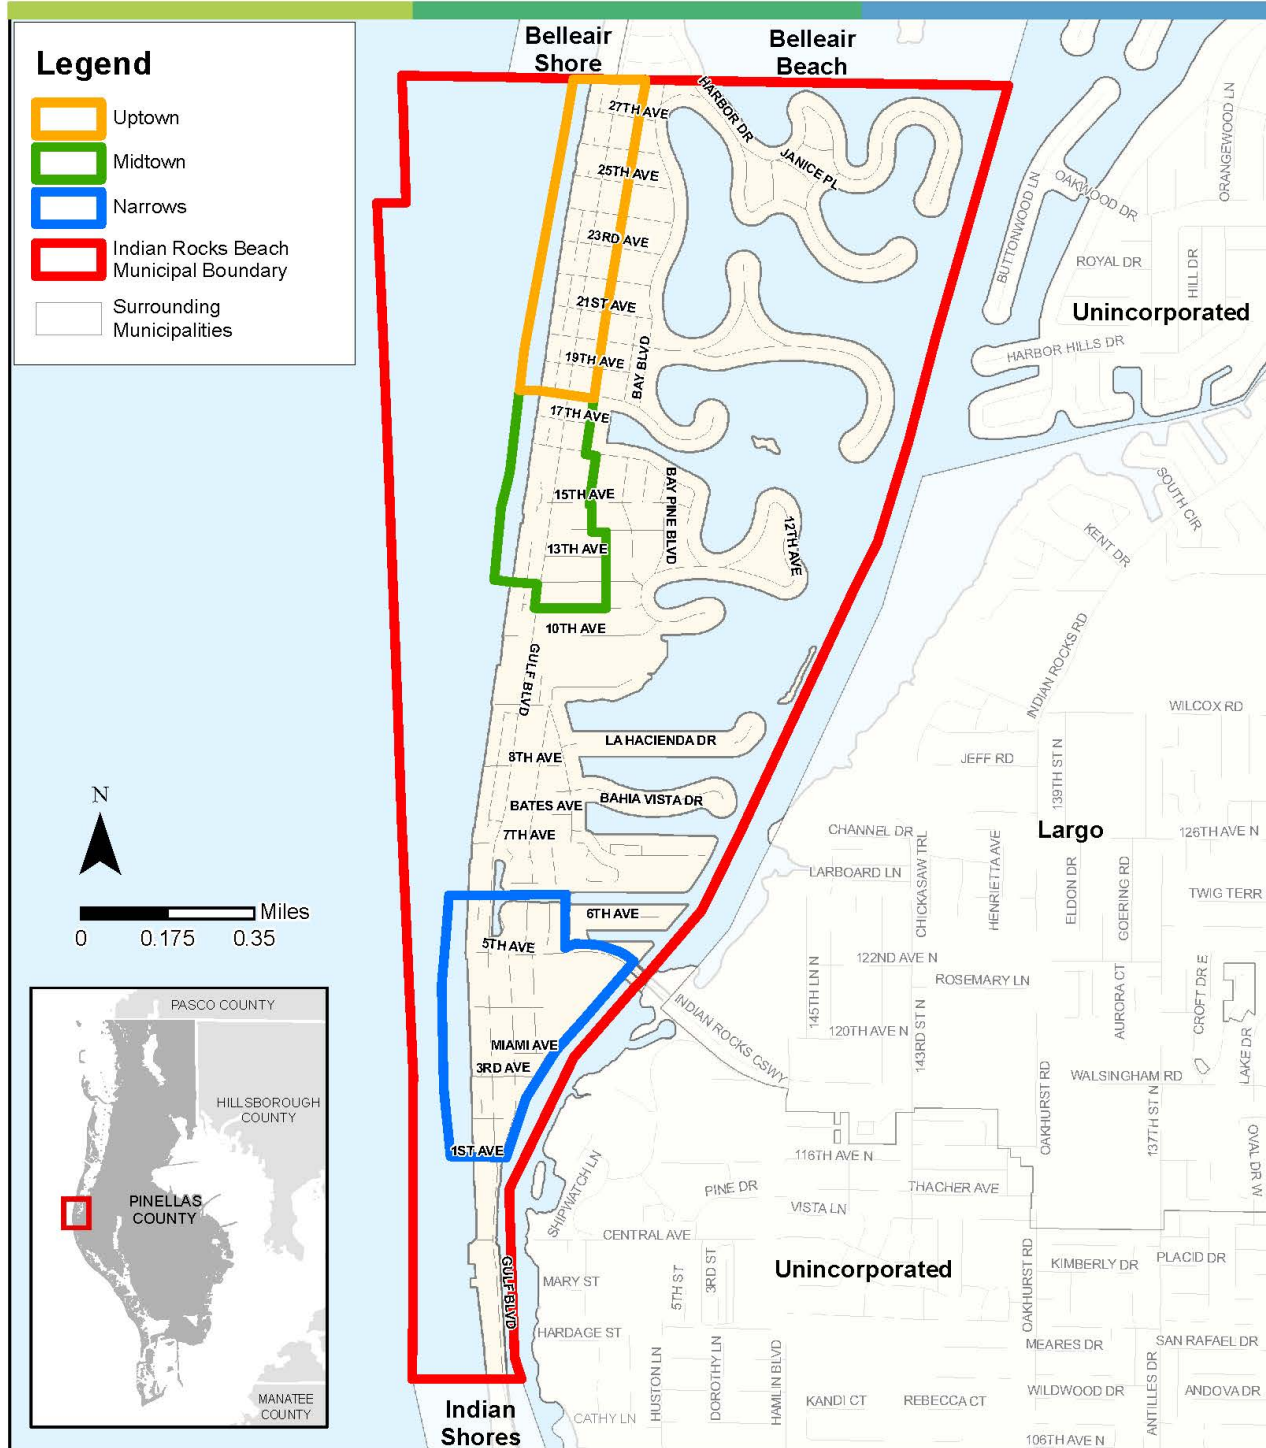 Legend
Uptown
Midtown
Narrows
Indian Rocks Beach
Municipal Boundary
Surrounding
Municipalities
Belleair
Shore
Belleair
Beach
27TH AVE
HARBOR DR
JANICE PL
25TH AVE
23RD AVE
21ST AVE
19TH AVE
BAY BLVD
17TH AVE
15TH AVE
BAY PINE BLVD
12TH AVE
13TH AVE
10TH AVE
GULF BLVD
LA HACIENDA DR
8TH AVE
BATES AVE
BAHIA VISTA DR
7TH AVE
6TH AVE
5TH AVE
MIAMI AVE
3RD AVE
1ST AVE
GULF BLVD
INDIAN ROCKS CSWY
Indian
Shores
ORANGEWOOD LN
OAKWOOD DR
BUTTONWOOD LN
ROYAL DR
HILL DR
Unincorporated
HARBOR HILLS DR
SOUTH CIR
KENT DR
INDIAN ROCKS RD
WILCOX RD
JEFF RD
139TH ST N
Largo
CHANNEL DR
126TH AVE N
LARBOARD LN
CHICKASAW TRL
HENRIETTA AVE
ELDON DR
GOERING RD
TWIG TERR
122ND AVE N
145TH LN N
ROSEMARY LN
AURORA CT
CROFT DR E
120TH AVE N
143RD ST N
LAKE DR
WALSINGHAM RD
OAKHURST RD
137TH ST N
116TH AVE N
OVAL DR W
SHIPWATCH LN
PINE DR
THACHER AVE
VISTA LN
CENTRAL AVE
Unincorporated
OAKHURST RD
KIMBERLY DR
PLACID DR
MARY ST
5TH ST
3RD ST
HARDAGE ST
MEARES DR
SAN RAFAEL DR
HUSTON LN
DOROTHY LN
HAMLIN BLVD
KANDI CT
REBECCA CT
WILDWOOD DR
ANTILLES DR
ANDOVA DR
CATHY LN
106TH AVE N
N
Miles
0 0.175 0.35
PASCO COUNTY
HILLSBOROUGH
COUNTY
PINELLAS
COUNTY
MANATEE
COUNTY